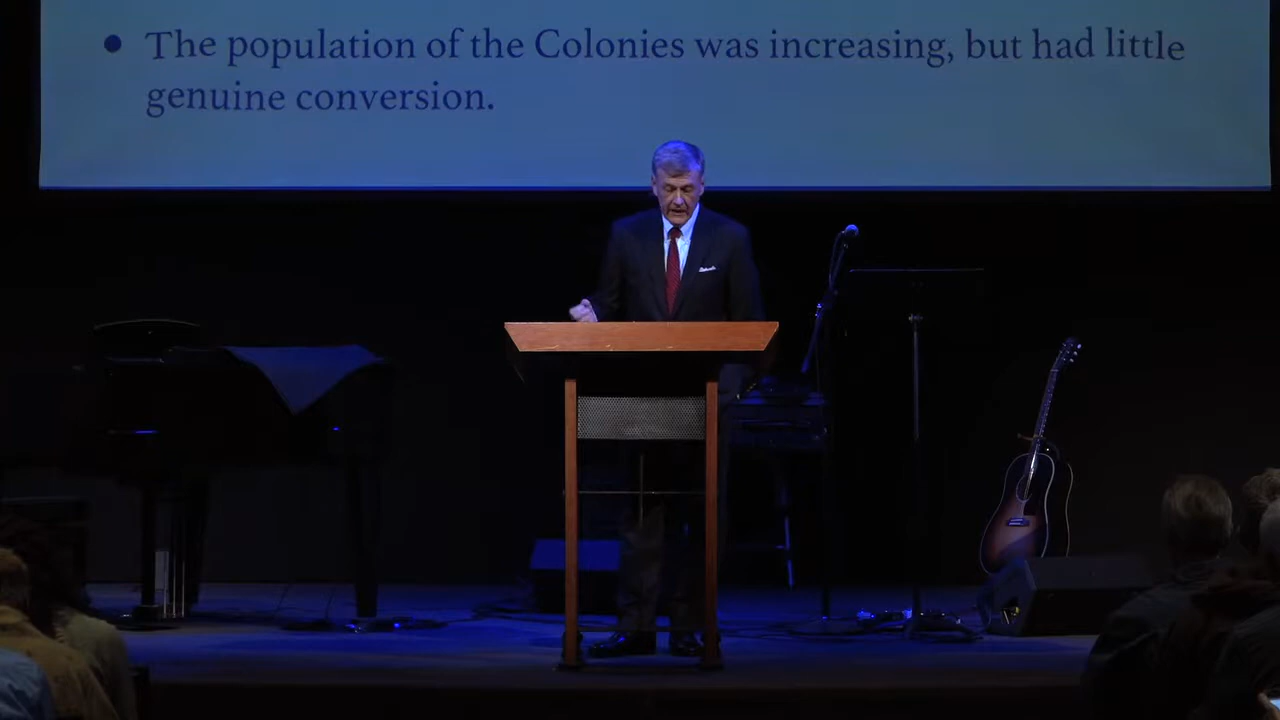 • The population of the Colonies was increasing, but had little
genuine conversion.